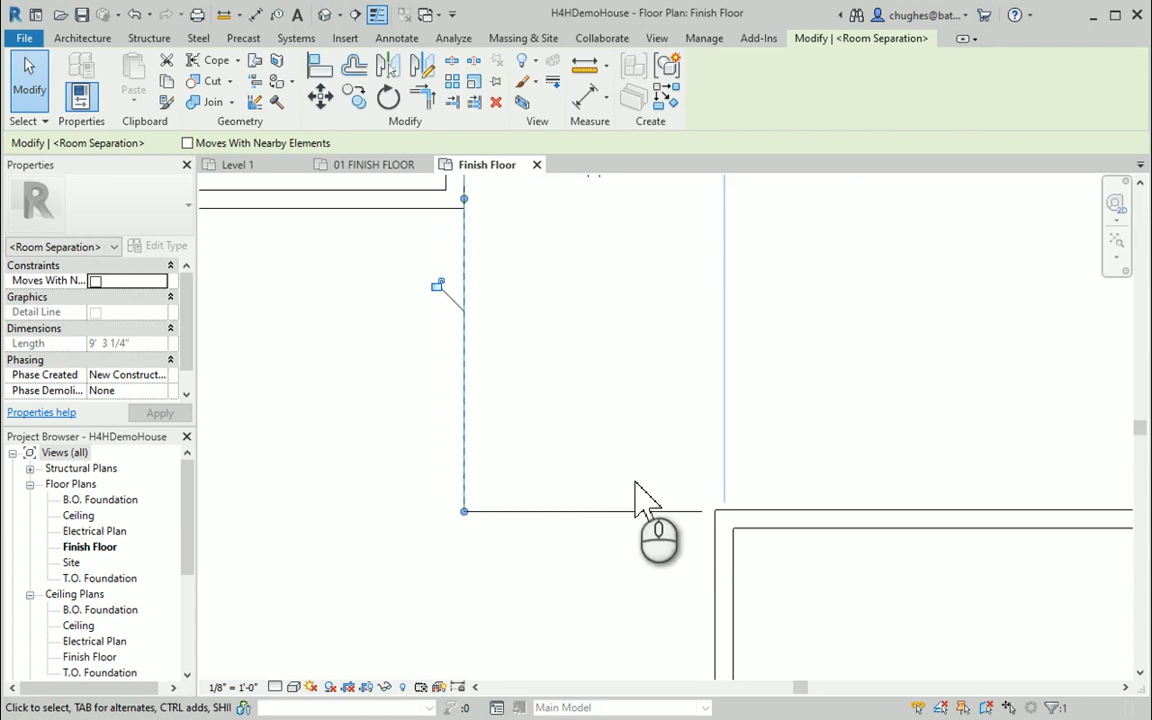 H4HDemoHouse - Floor Plan: Finish Floor
chughes@bat...
File Architecture Structure Steel Precast Systems Insert Annotate Analyze Massing & Site Collaborate View Manage Add-Ins Modify | <Room Separation>
Modify
Paste
Cope
Cut
Join
Select Properties Clipboard Geometry Modify View Measure Create
Modify | <Room Separation> Moves With Nearby Elements
Properties
Level 1 01 FINISH FLOOR Finish Floor
R
<Room Separation> Edit Type
Constraints
Moves With N...
Graphics
Detail Line
Dimensions
Length 9' 3 1/4"
Phasing
Phase Created New Construct...
Phase Demoli... None
Properties help Apply
Project Browser - H4HDemoHouse
Views (all)
Structural Plans
Floor Plans
B.O. Foundation
Ceiling
Electrical Plan
Finish Floor
Site
T.O. Foundation
Ceiling Plans
B.O. Foundation
Ceiling
Electrical Plan
Finish Floor
T.O. Foundation
1/8" = 1'-0"
Click to select, TAB for alternates, CTRL adds, SHII :0 Main Model :1